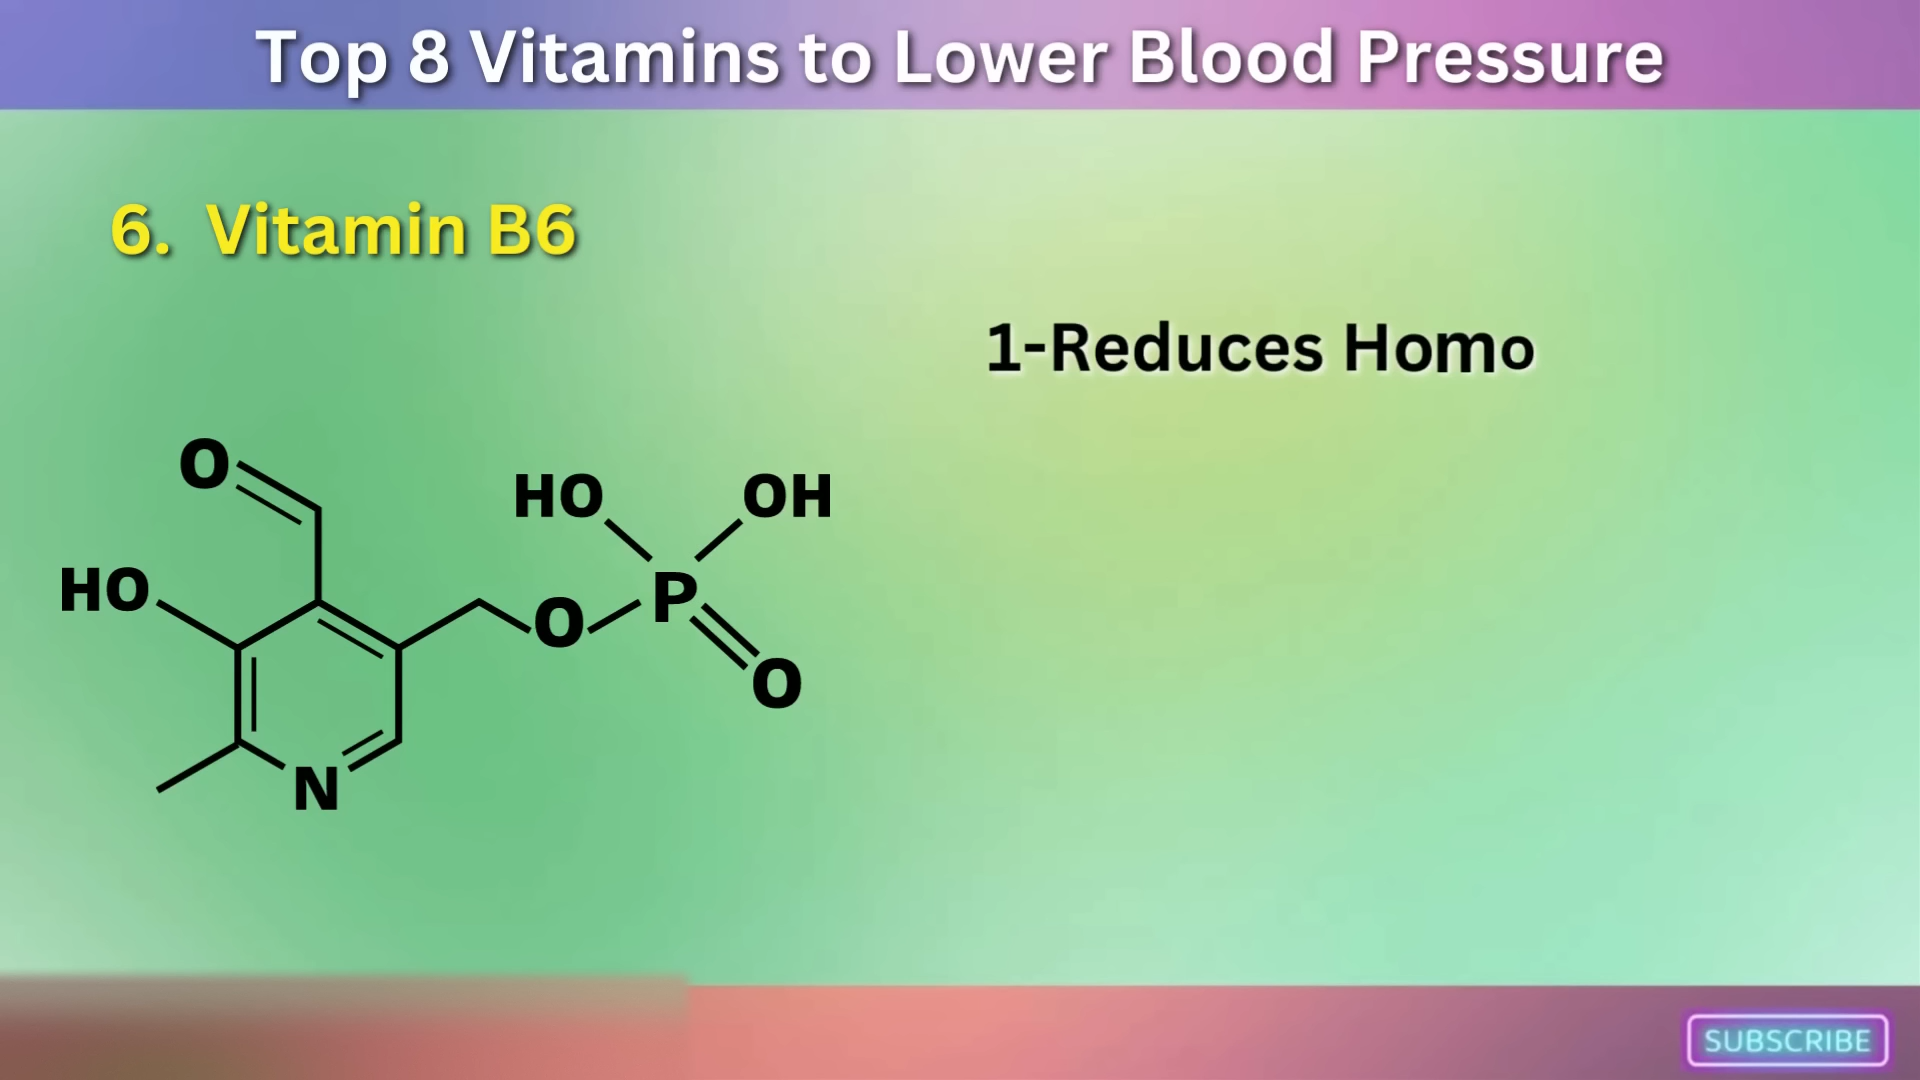 Top 8 Vitamins to Lower Blood Pressure
6. Vitamin B6
1-Reduces Homo
O
HO
OH
HO
P
O
O
N
SUBSCRIBE